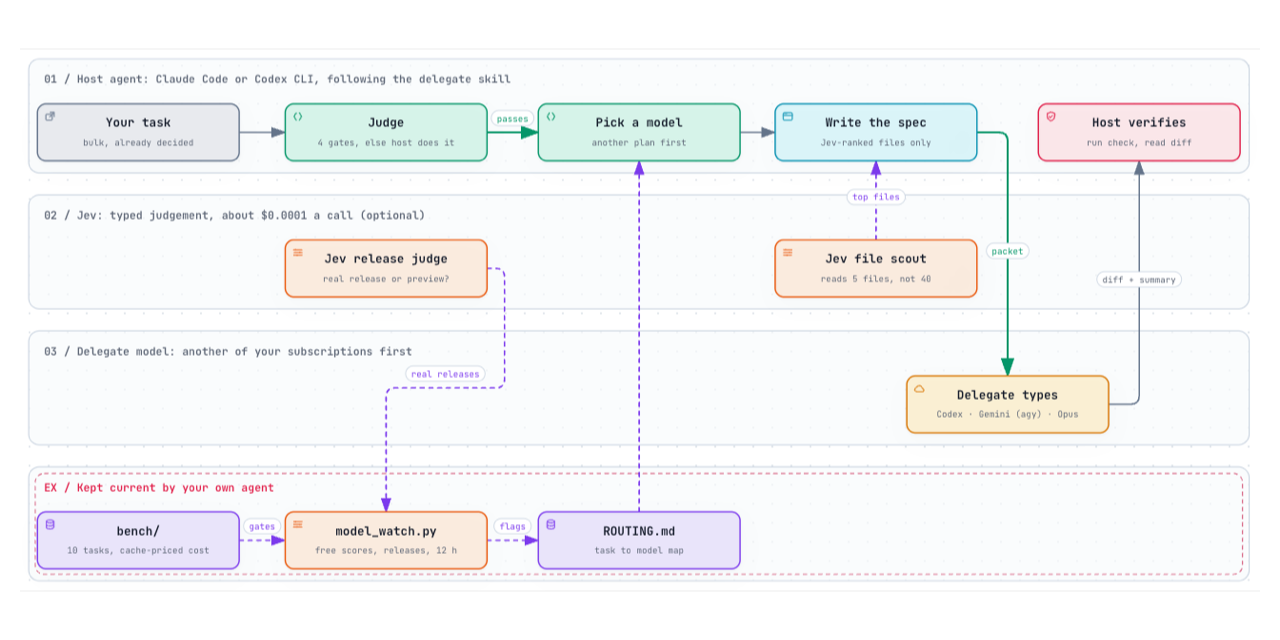 01 / Host agent: Claude Code or Codex CLI, following the delegate skill
Your task
bulk, already decided
Judge
4 gates, else host does it
passes
Pick a model
another plan first
Write the spec
Jev-ranked files only
Host verifies
run check, read diff
02 / Jev: typed judgement, about $0.0001 a call (optional)
top files
Jev release judge
real release or preview?
Jev file scout
reads 5 files, not 40
packet
diff + summary
03 / Delegate model: another of your subscriptions first
real releases
Delegate types
Codex · Gemini (agy) · Opus
EX / Kept current by your own agent
bench/
10 tasks, cache-priced cost
gates
model_watch.py
free scores, releases, 12 h
flags
ROUTING.md
task to model map